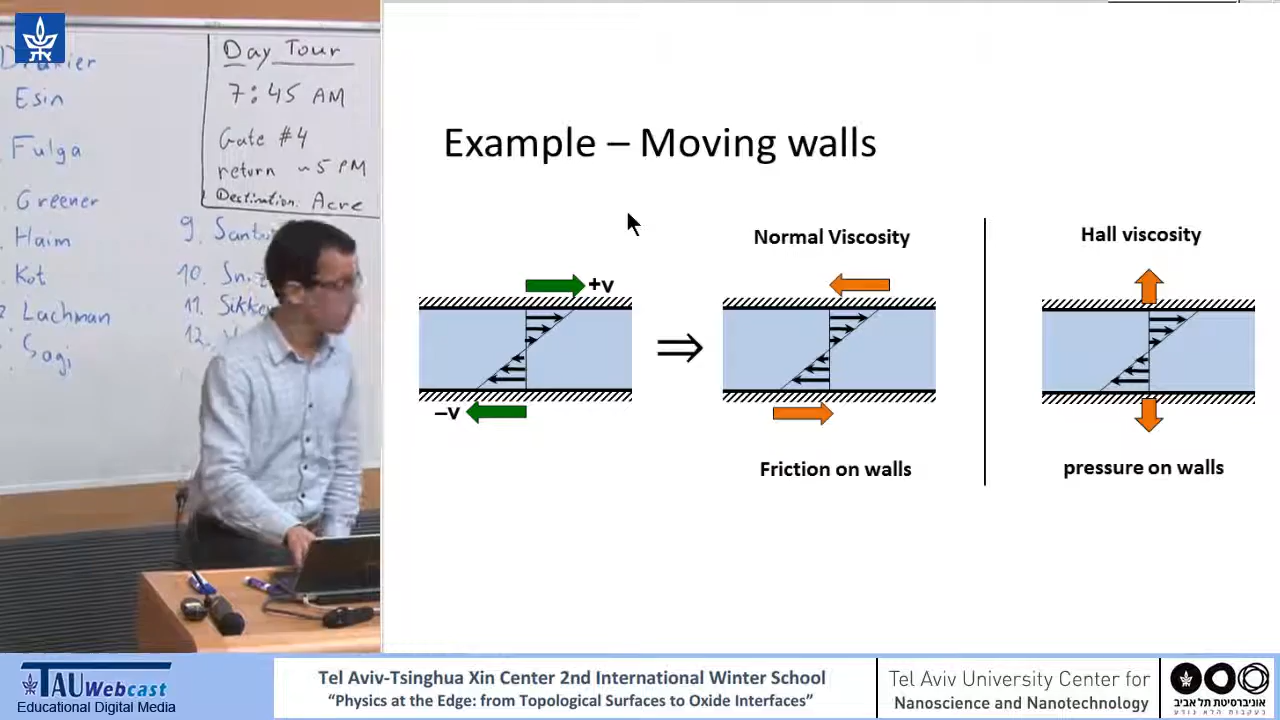 Esin
Fulga
Greener
Haim
Kot
Lachman
Sagi
9.
10.
11.
12.
Day Tour
7:45 AM
Gate #4
return ~5 PM
Destination: Acre
Example – Moving walls
Normal Viscosity
Hall viscosity
+v
⇒
–v
Friction on walls
pressure on walls
TAU Webcast
Educational Digital Media
Tel Aviv-Tsinghua Xin Center 2nd International Winter School
“Physics at the Edge: from Topological Surfaces to Oxide Interfaces”
Tel Aviv University Center for
Nanoscience and Nanotechnology
אוניברסיטת תל אביב